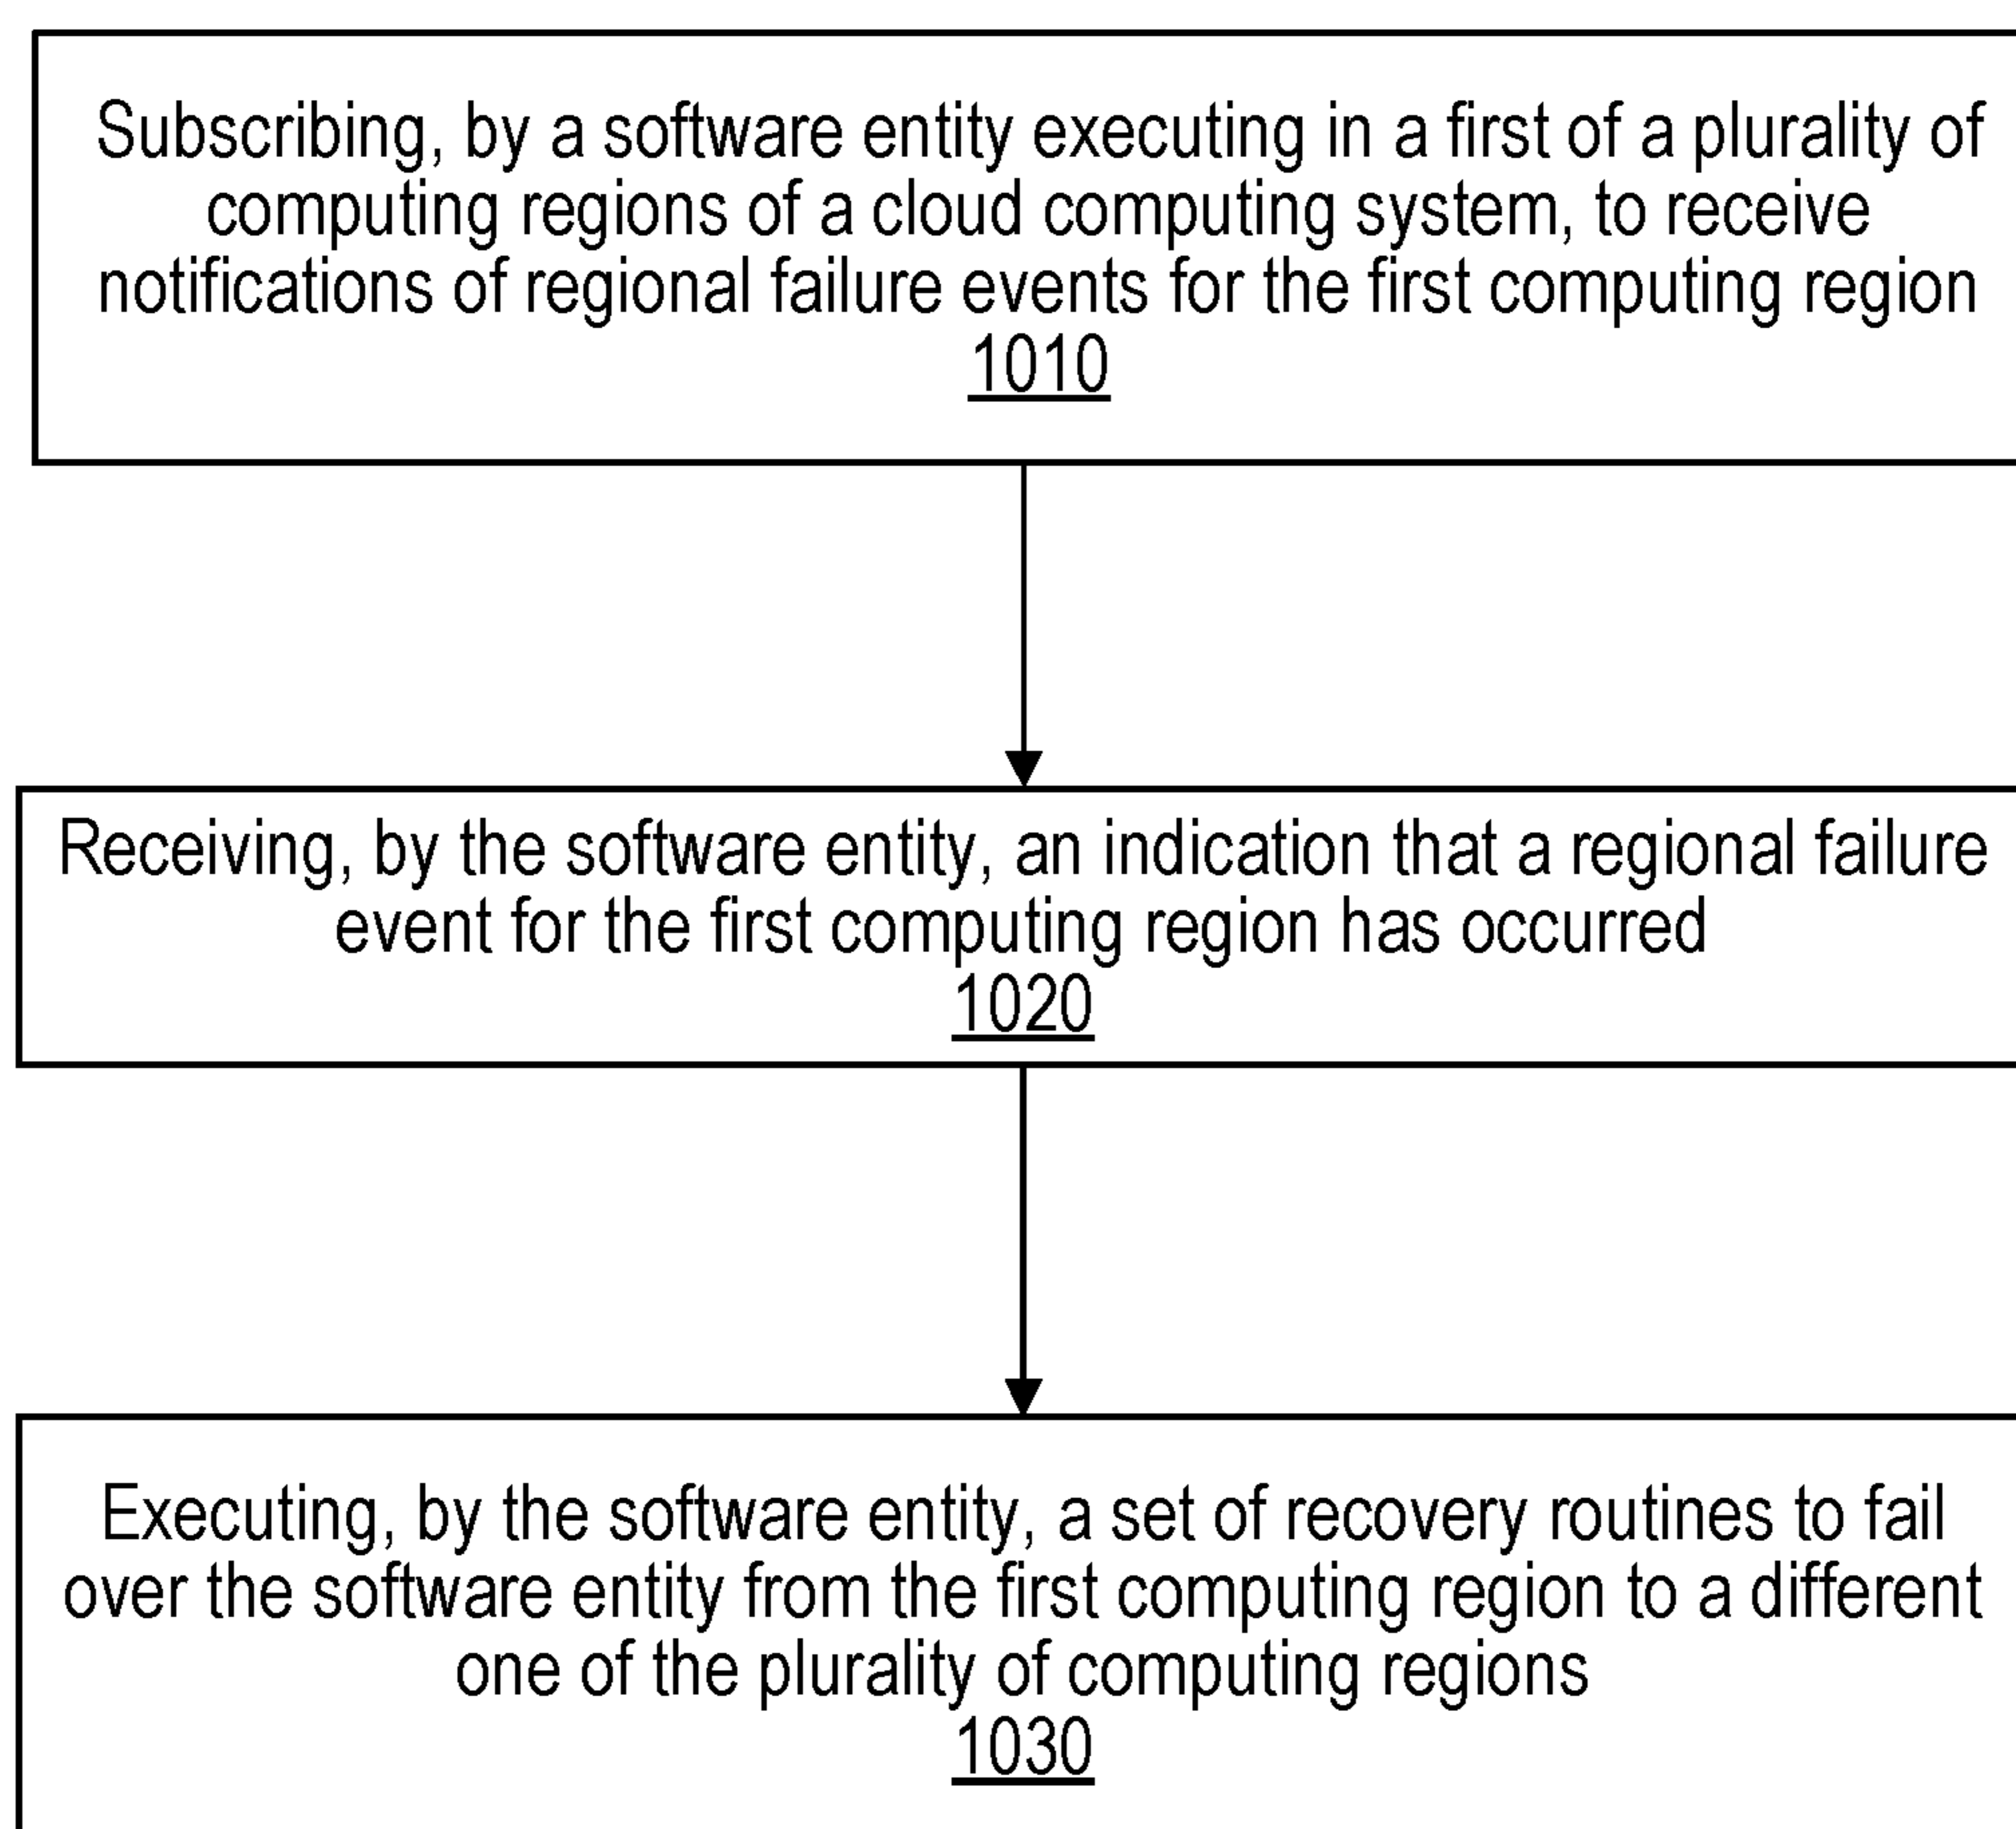 Subscribing, by a software entity executing in a first of a plurality of
computing regions of a cloud computing system, to receive
notifications of regional failure events for the first computing region
1010
Receiving, by the software entity, an indication that a regional failure
event for the first computing region has occurred
1020
Executing, by the software entity, a set of recovery routines to fail
over the software entity from the first computing region to a different
one of the plurality of computing regions
1030